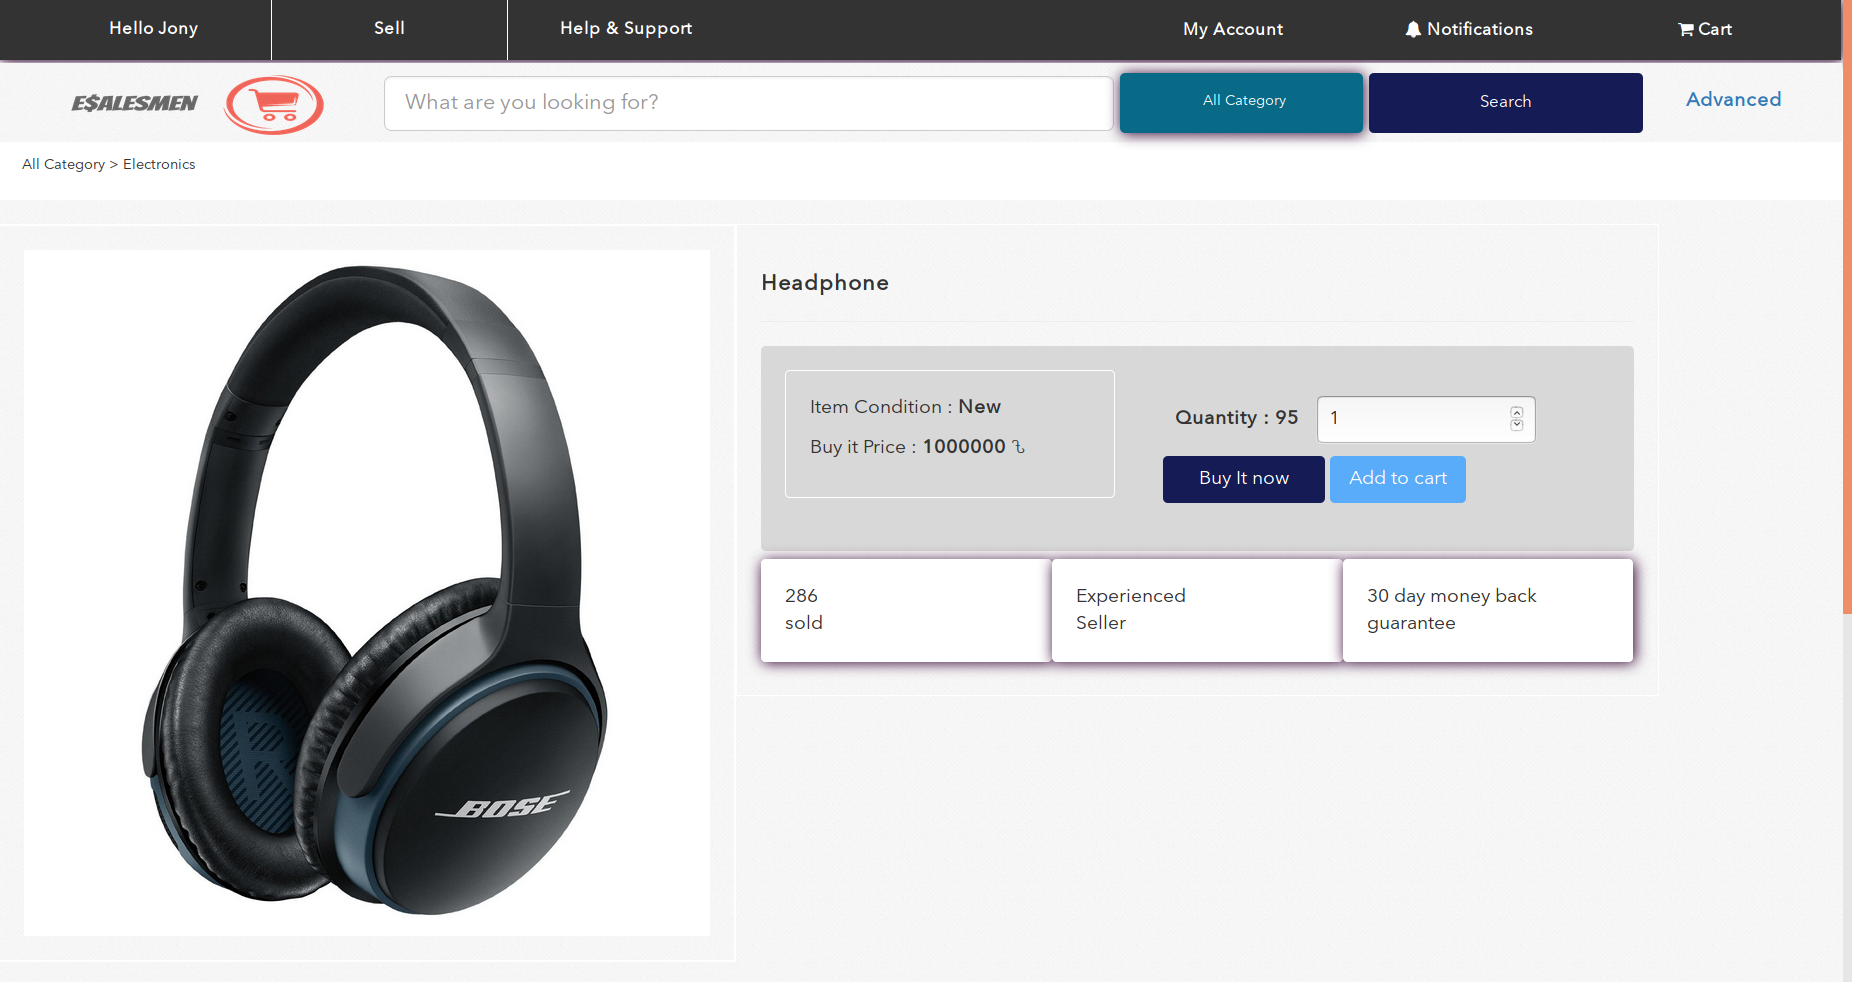 Hello Jony
Sell
Help & Support
My Account
Notifications
Cart
E$ALESMEN
What are you looking for?
All Category
Search
Advanced
All Category > Electronics
Headphone
Item Condition : New
Buy it Price : 1000000 ৳
Quantity : 95
1
Buy It now
Add to cart
286
sold
Experienced
Seller
30 day money back
guarantee
R
BOSE